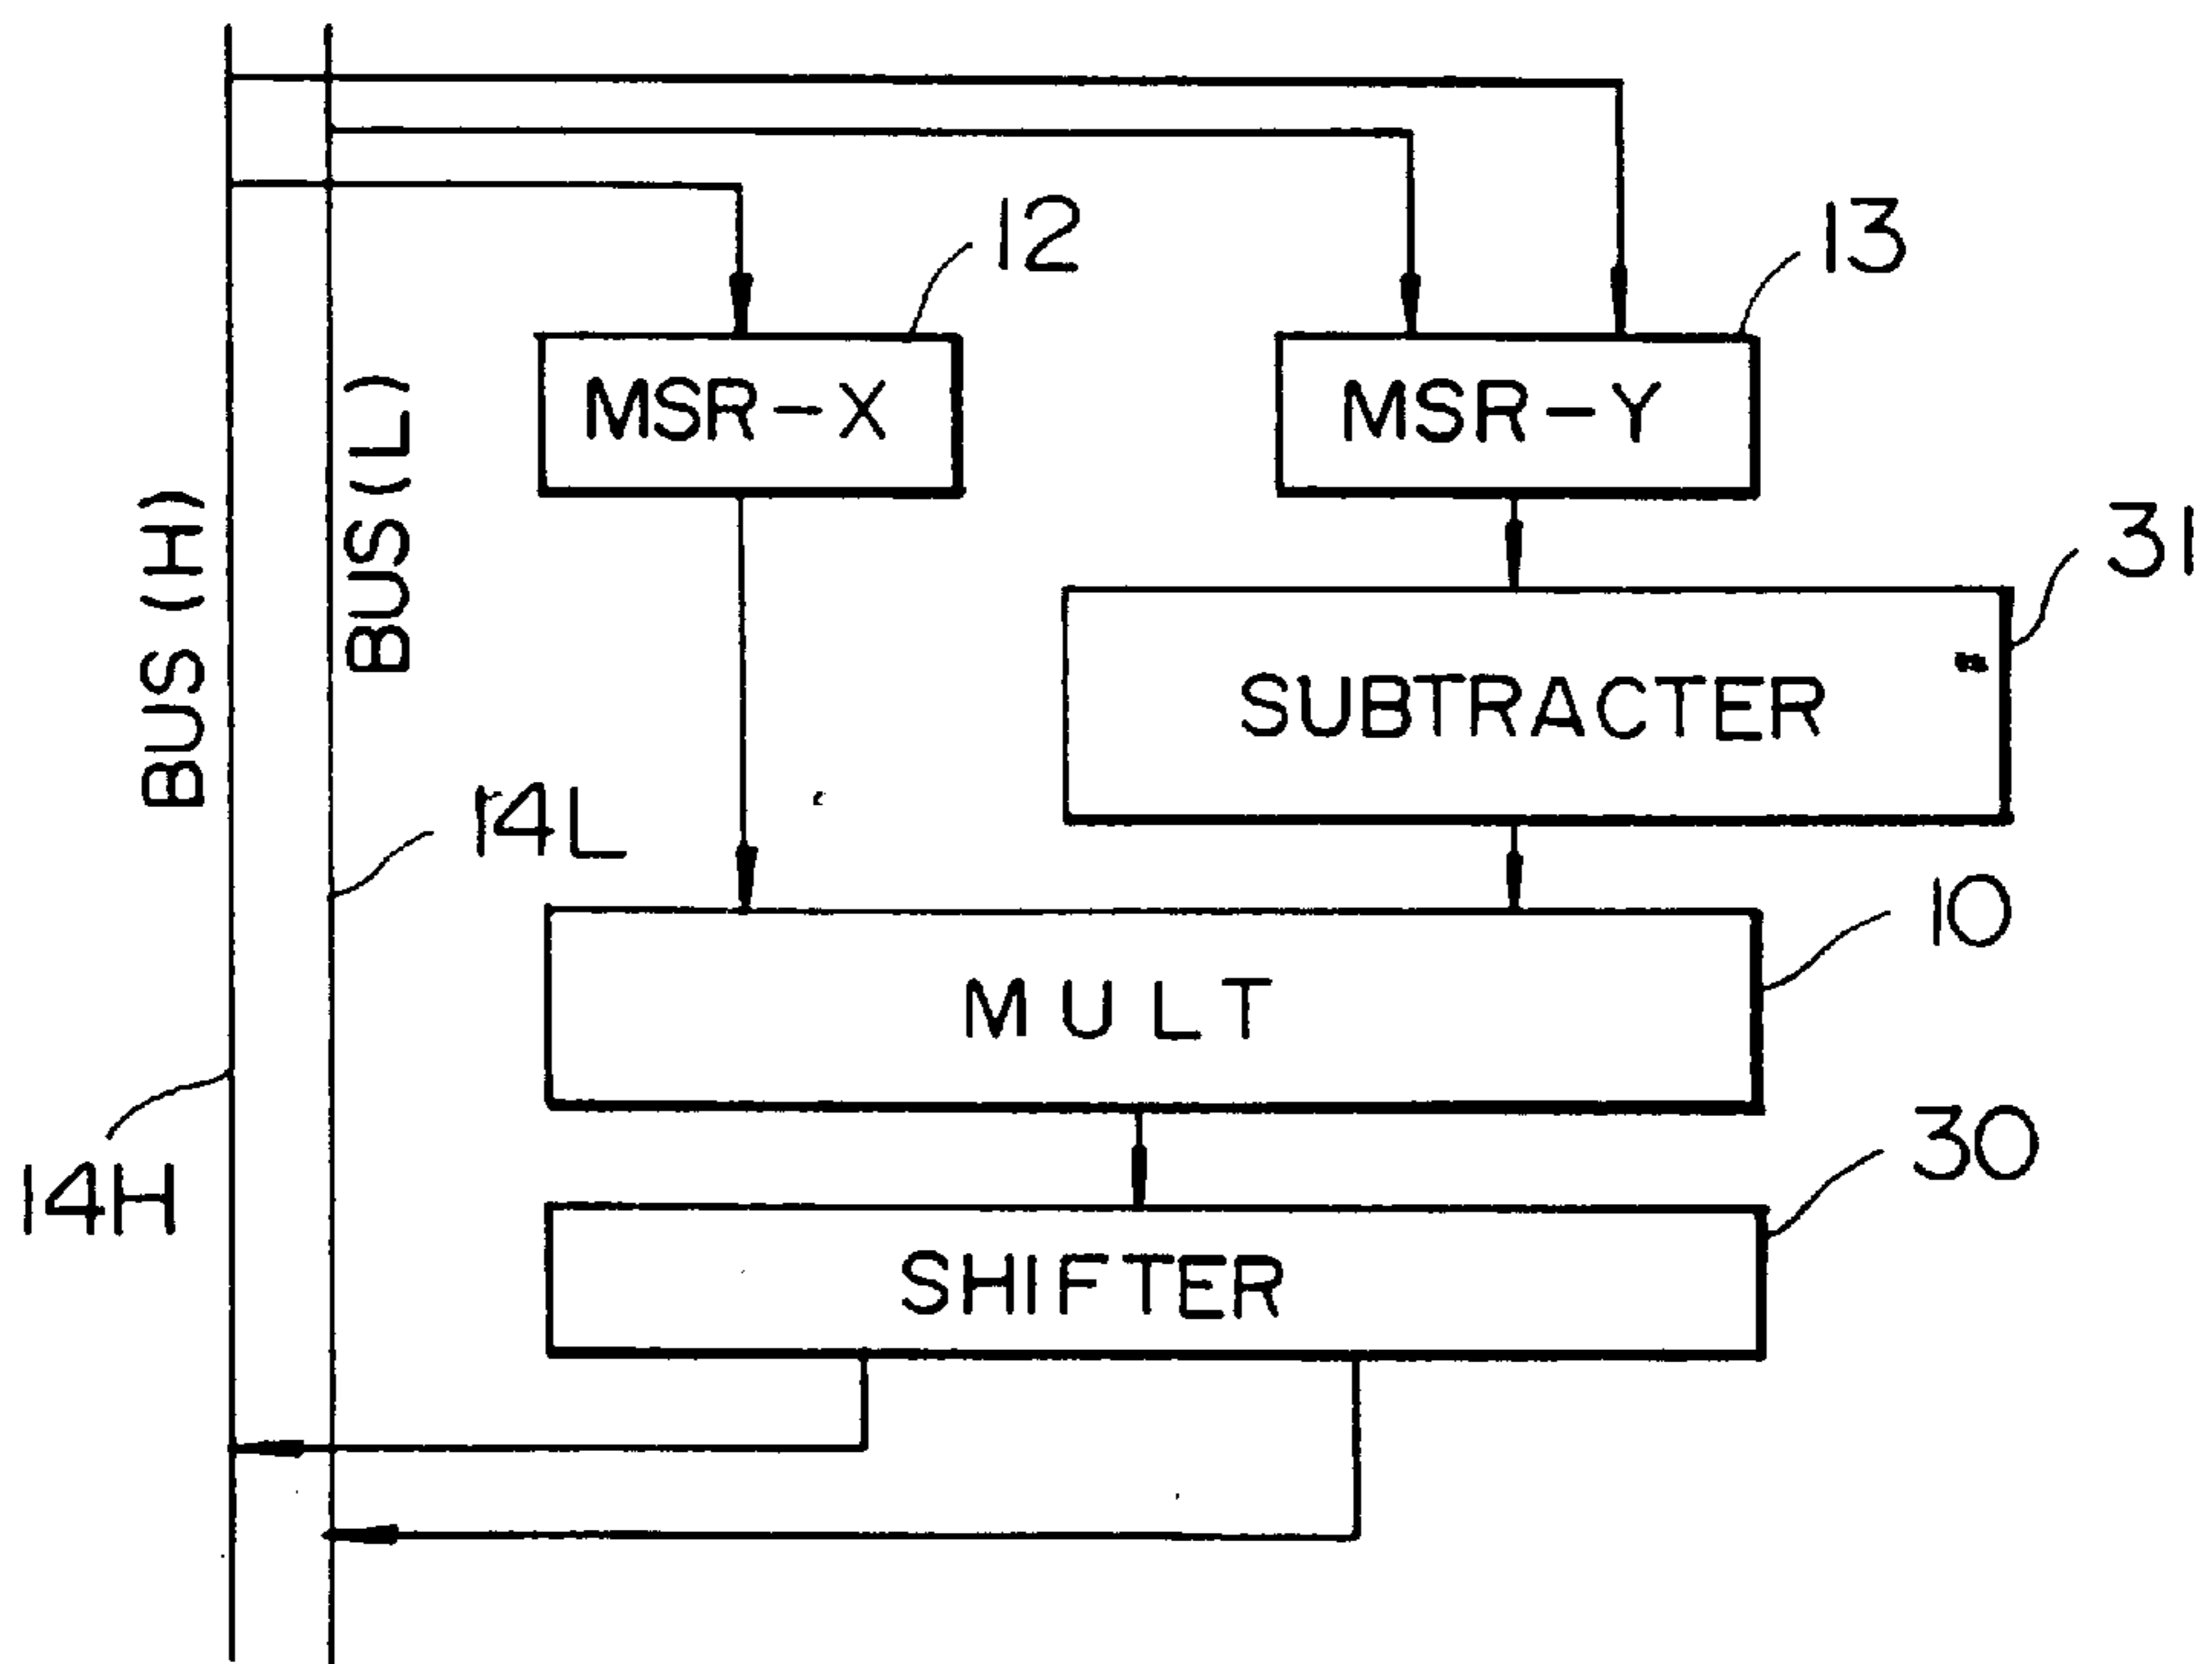 12
13
MSR-X
MSR-Y
BUS (H)
BUS (L)
31
SUBTRACTER
14L
10
MULT
14H
30
SHIFTER